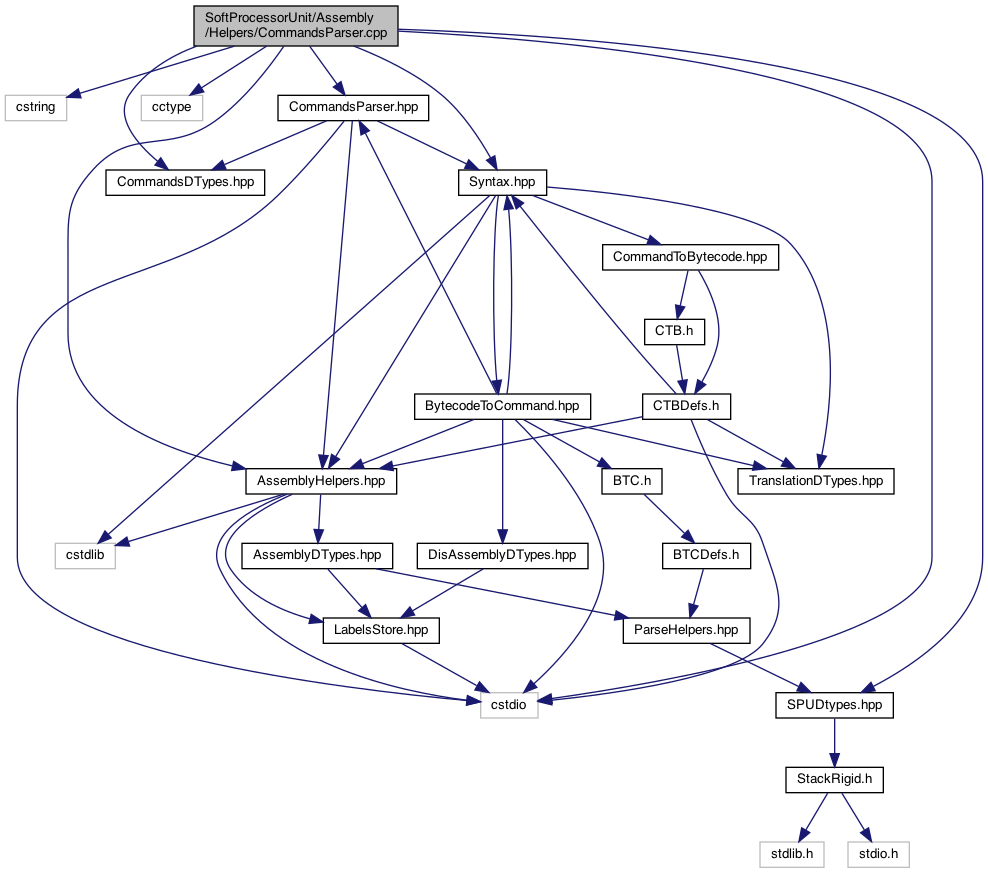 SoftProcessorUnit/Assembly
/Helpers/CommandsParser.cpp
cstring
cctype
CommandsParser.hpp
CommandsDTypes.hpp
Syntax.hpp
CommandToBytecode.hpp
CTB.h
BytecodeToCommand.hpp
CTBDefs.h
AssemblyHelpers.hpp
BTC.h
TranslationDTypes.hpp
cstdlib
AssemblyDTypes.hpp
DisAssemblyDTypes.hpp
BTCDefs.h
LabelsStore.hpp
ParseHelpers.hpp
cstdio
SPUDtypes.hpp
StackRigid.h
stdlib.h
stdio.h